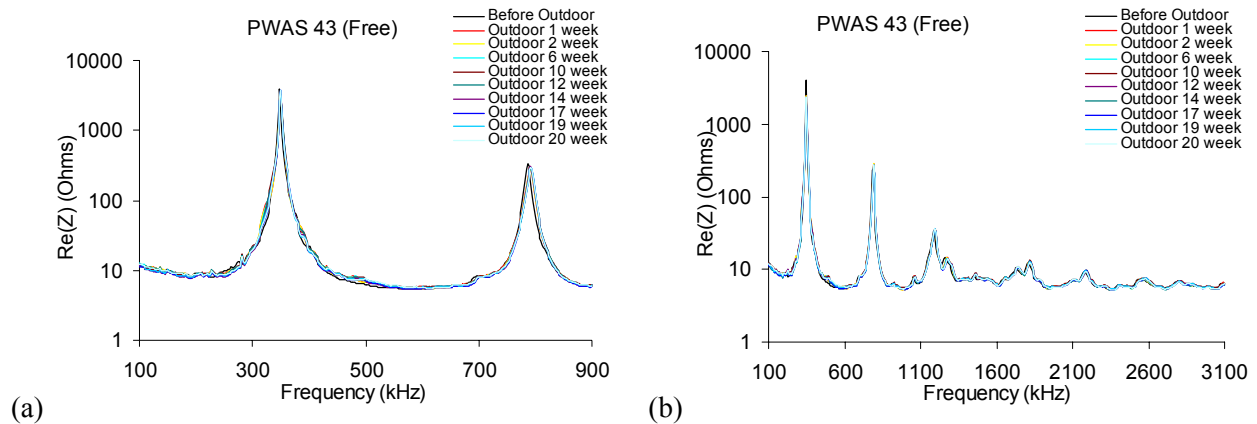 PWAS 43 (Free)
Before Outdoor
Outdoor 1 week
Outdoor 2 week
Outdoor 6 week
Outdoor 10 week
Outdoor 12 week
Outdoor 14 week
Outdoor 17 week
Outdoor 19 week
Outdoor 20 week
10000
1000
100
10
1
Re(Z) (Ohms)
100 300 500 700 900
Frequency (kHz)
(a)
PWAS 43 (Free)
Before Outdoor
Outdoor 1 week
Outdoor 2 week
Outdoor 6 week
Outdoor 10 week
Outdoor 12 week
Outdoor 14 week
Outdoor 17 week
Outdoor 19 week
Outdoor 20 week
10000
1000
100
10
1
Re(Z) (Ohms)
100 600 1100 1600 2100 2600 3100
Frequency (kHz)
(b)